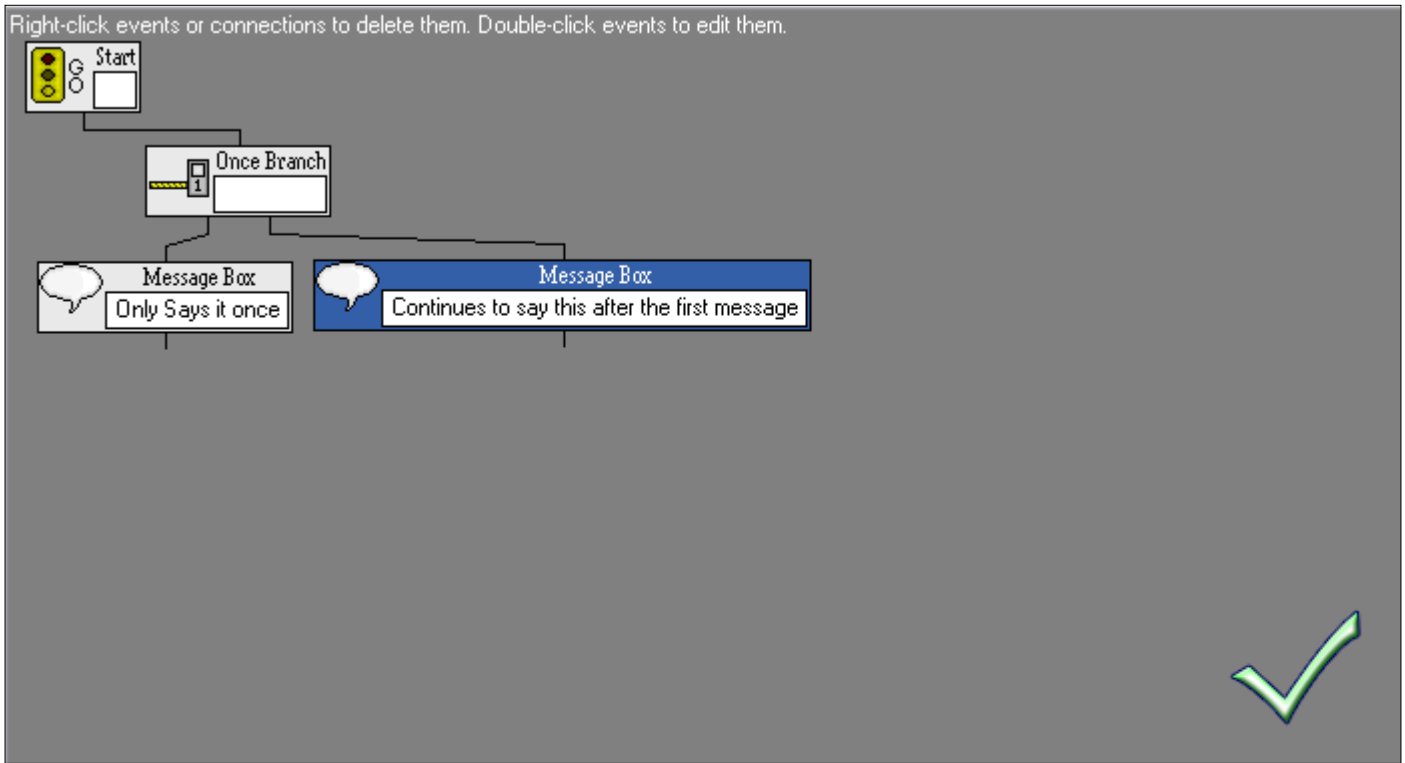 Right-click events or connections to delete them. Double-click events to edit them.
Start
GO
Once Branch
1
Message Box
Only Says it once
Message Box
Continues to say this after the first message